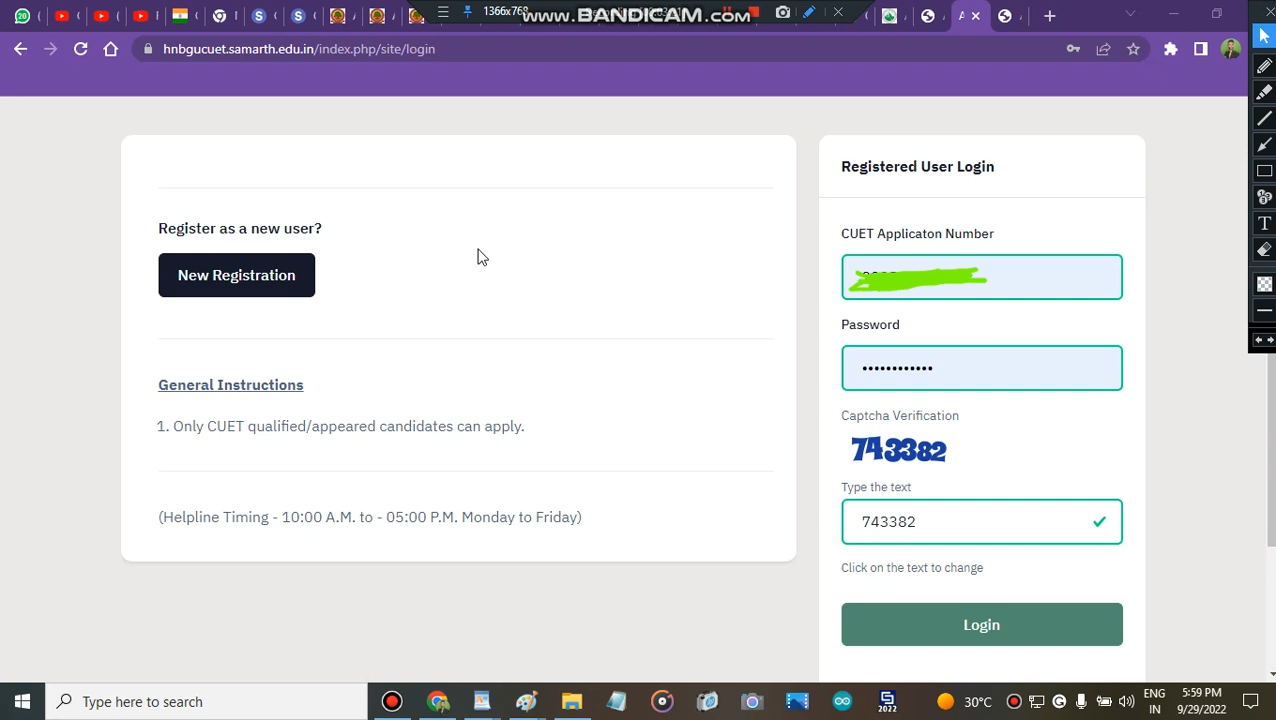 1366x768
www.BANDICAM.com
hnbgucuet.samarth.edu.in/index.php/site/login
Register as a new user?
New Registration
General Instructions
1. Only CUET qualified/appeared candidates can apply.
(Helpline Timing - 10:00 A.M. to - 05:00 P.M. Monday to Friday)
Registered User Login
CUET Applicaton Number
Password
••••••••••••
Captcha Verification
743382
Type the text
743382
Click on the text to change
Login
Type here to search
2022
30°C
ENG
IN
5:59 PM
9/29/2022